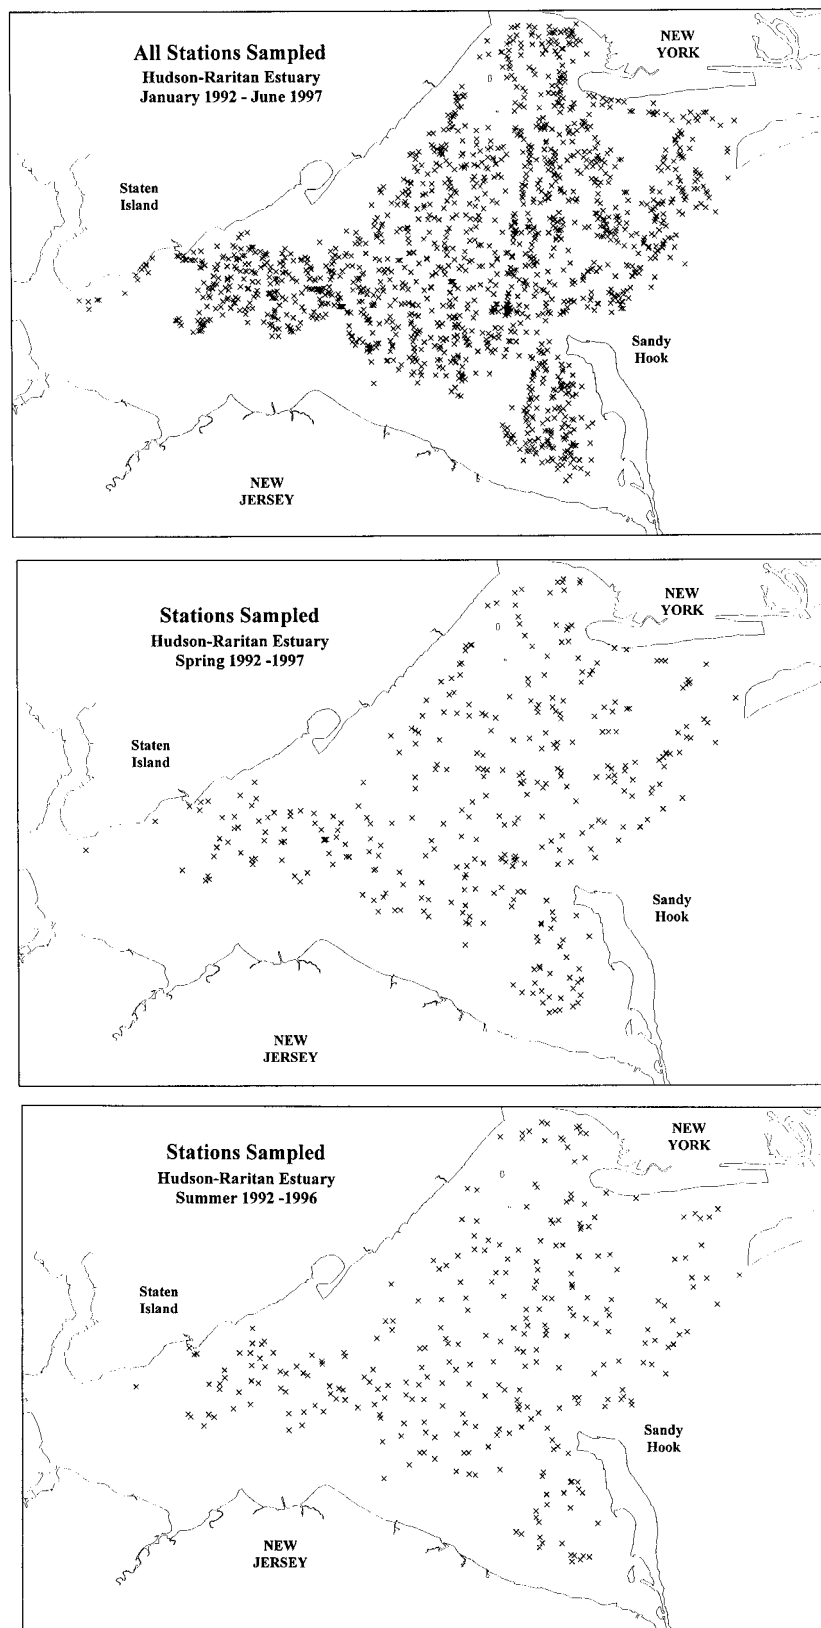 All Stations Sampled
Hudson-Raritan Estuary
January 1992 - June 1997
NEW
YORK
Staten
Island
Sandy
Hook
NEW
JERSEY
Stations Sampled
Hudson-Raritan Estuary
Spring 1992 -1997
NEW
YORK
Staten
Island
Sandy
Hook
NEW
JERSEY
Stations Sampled
Hudson-Raritan Estuary
Summer 1992 -1996
NEW
YORK
Staten
Island
Sandy
Hook
NEW
JERSEY